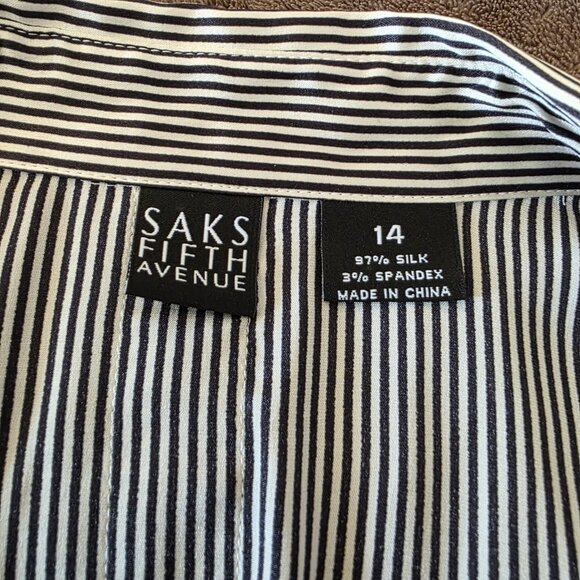 SAKS
FIFTH
AVENUE
14
97% SILK
3% SPANDEX
MADE IN CHINA